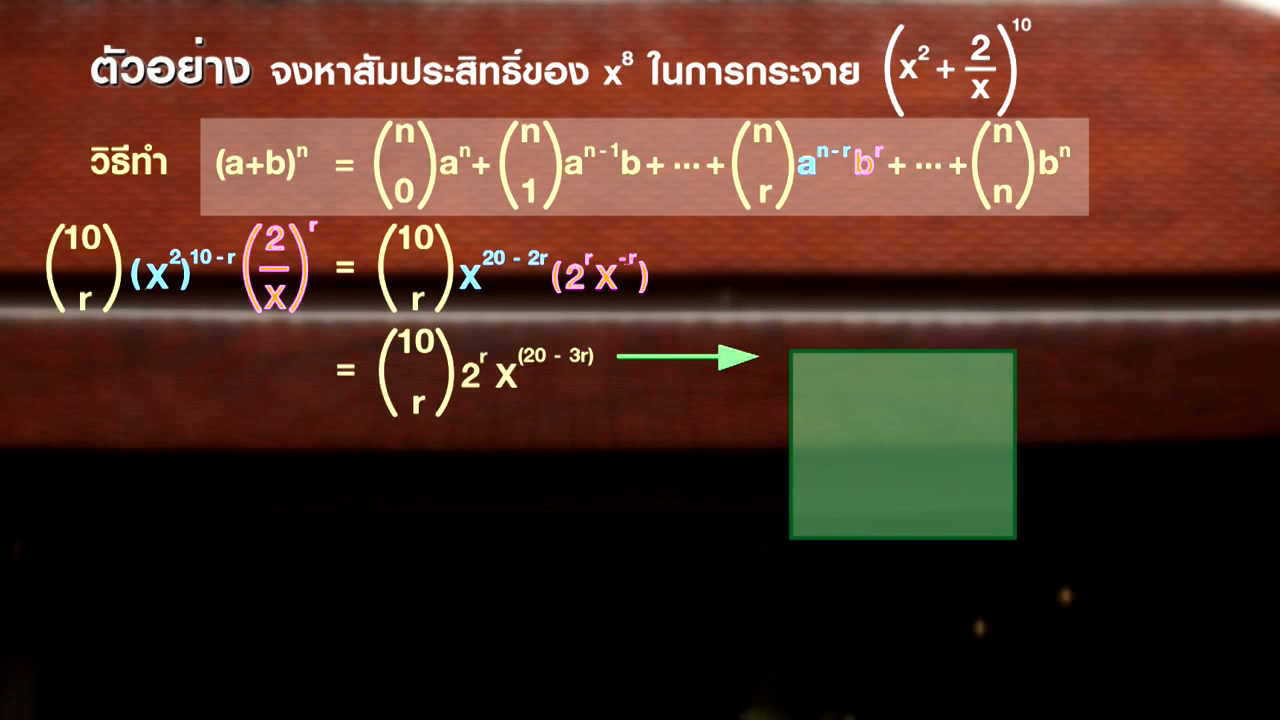 ตัวอย่าง จงหาสัมประสิทธิ์ของ x⁸ ในการกระจาย (x² + 2/x)¹⁰
วิธีทำ (a+b)ⁿ = (n 0)aⁿ + (n 1)aⁿ⁻¹b + ... + (n r)aⁿ⁻ʳbʳ + ... + (n n)bⁿ
(10 r)(x²)¹⁰⁻ʳ(2/x)ʳ = (10 r)x²⁰⁻²ʳ(2ʳx⁻ʳ)
= (10 r)2ʳx⁽²⁰⁻³ʳ⁾